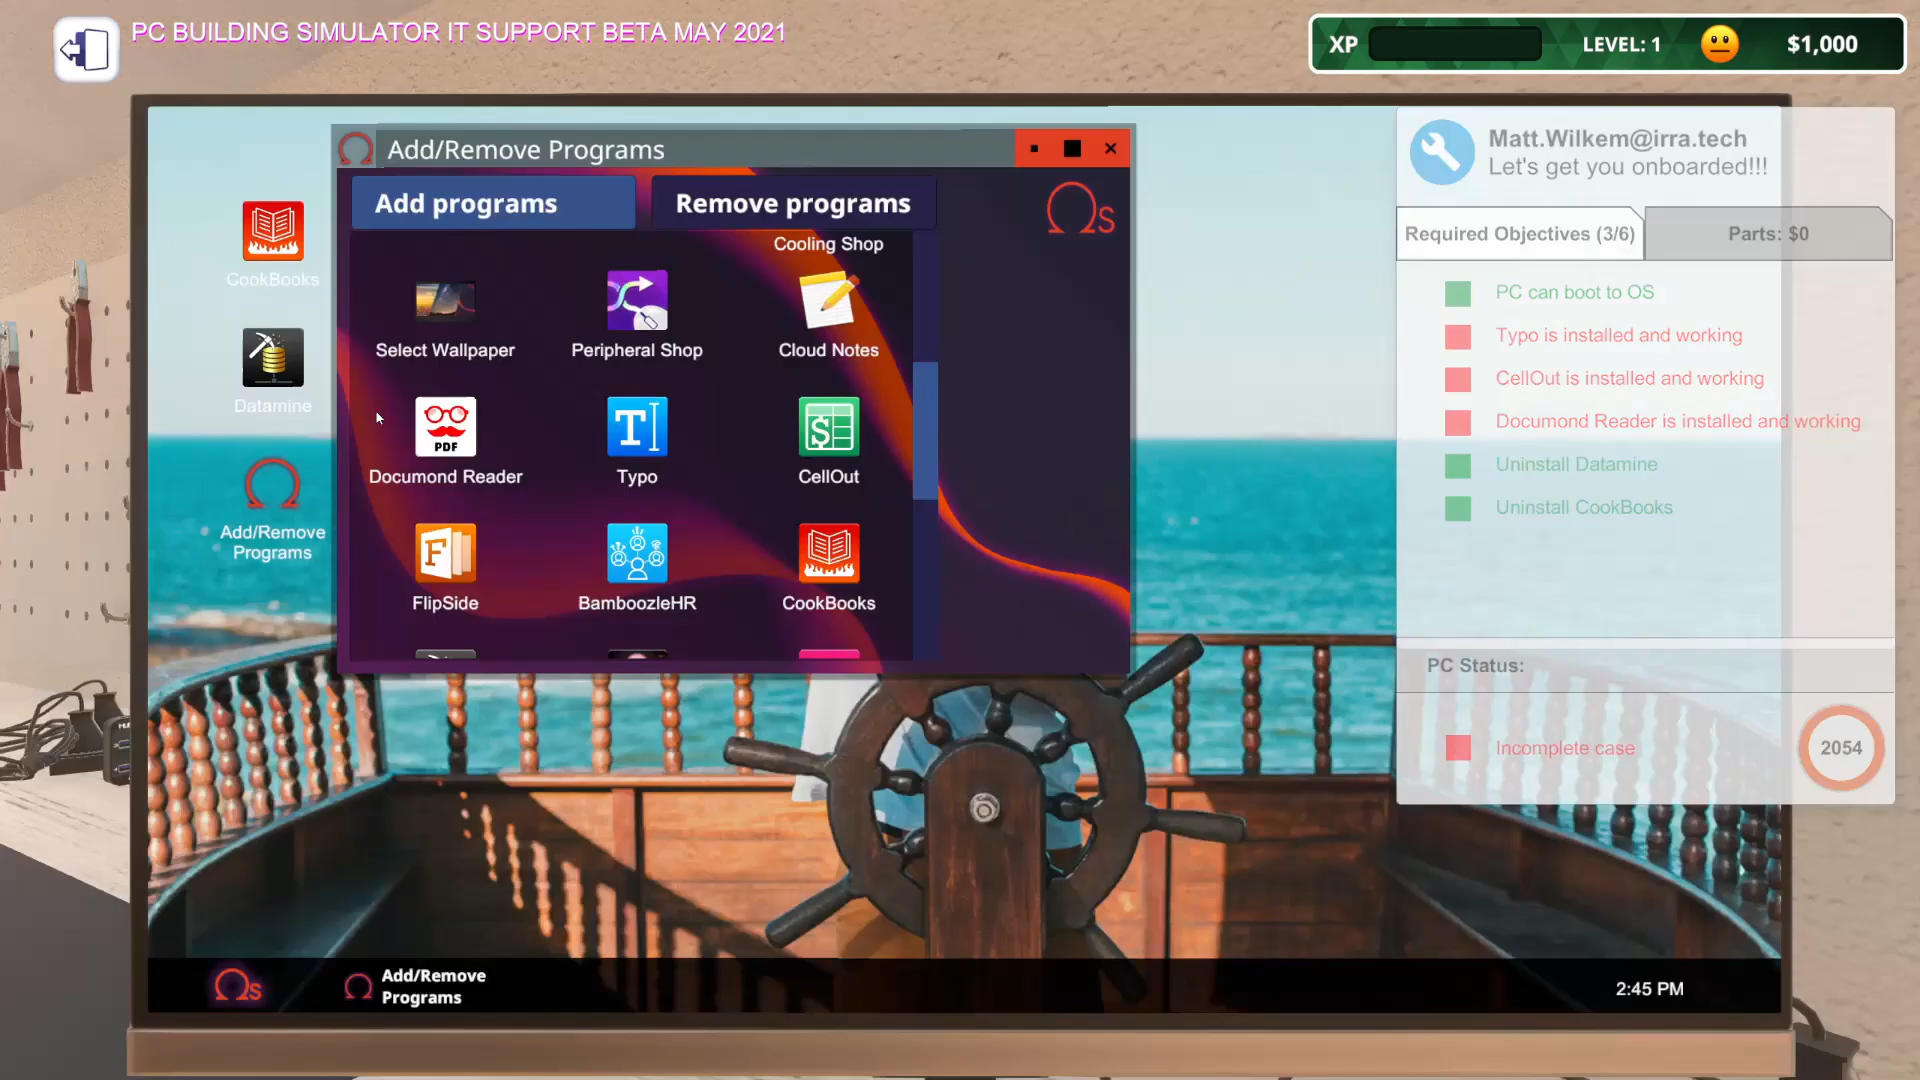 PC BUILDING SIMULATOR IT SUPPORT BETA MAY 2021
XP
LEVEL: 1
$1,000
Add/Remove Programs
Add programs
Remove programs
Ωs
Cooling Shop
Select Wallpaper
Peripheral Shop
Cloud Notes
PDF
Documond Reader
T
Typo
$
CellOut
F
FlipSide
BamboozleHR
CookBooks
CookBooks
Datamine
Add/Remove
Programs
Matt.Wilkem@irra.tech
Let's get you onboarded!!!
Required Objectives (3/6)
Parts: $0
PC can boot to OS
Typo is installed and working
CellOut is installed and working
Documond Reader is installed and working
Uninstall Datamine
Uninstall CookBooks
PC Status:
Incomplete case
2054
Ωs
Add/Remove
Programs
2:45 PM